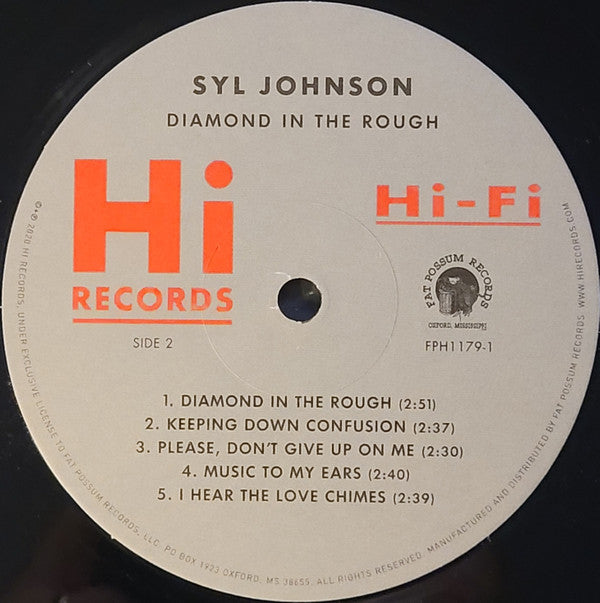 SYL JOHNSON
DIAMOND IN THE ROUGH
Hi
RECORDS
Hi-Fi
FAT POSSUM RECORDS
OXFORD, MISSISSIPPI
SIDE 2
FPH1179-1
1. DIAMOND IN THE ROUGH (2:51)
2. KEEPING DOWN CONFUSION (2:37)
3. PLEASE, DON'T GIVE UP ON ME (2:30)
4. MUSIC TO MY EARS (2:40)
5. I HEAR THE LOVE CHIMES (2:39)
©+℗ 2020 HI RECORDS, UNDER EXCLUSIVE LICENSE TO FAT POSSUM RECORDS, LLC. PO BOX 1923 OXFORD, MS 38655. ALL RIGHTS RESERVED. MANUFACTURED AND DISTRIBUTED BY FAT POSSUM RECORDS. WWW.HIRECORDS.COM